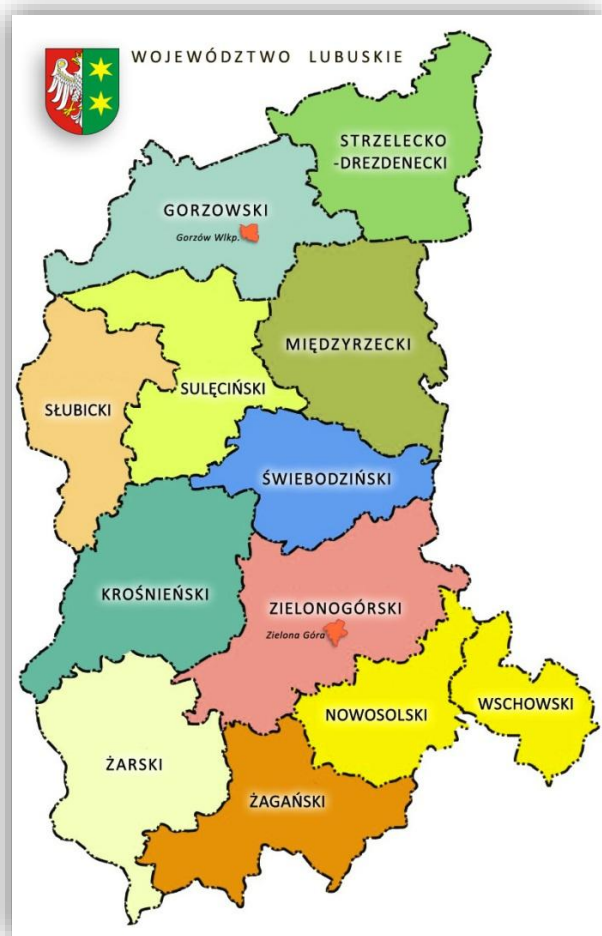 WOJEWÓDZTWO LUBUSKIE
STRZELECKO
-DREZDENECKI
GORZOWSKI
Gorzów Wlkp.
MIĘDZYRZECKI
SULĘCIŃSKI
SŁUBICKI
ŚWIEBODZIŃSKI
KROŚNIEŃSKI
ZIELONOGÓRSKI
Zielona Góra
WSCHOWSKI
NOWOSOLSKI
ŻARSKI
ŻAGAŃSKI